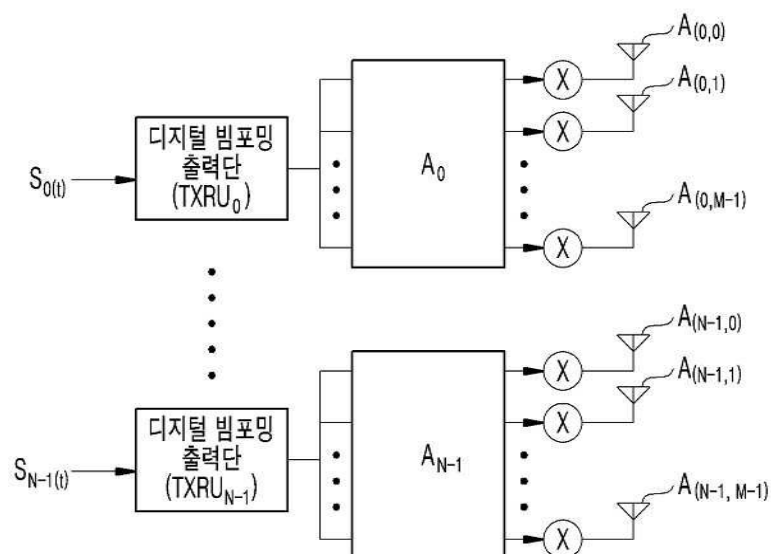 A(0,0)
X
A(0,1)
X
디지털 빔포밍
출력단
(TXRU0)
S0(t)
A0
A(0,M-1)
X
A(N-1,0)
X
A(N-1,1)
X
디지털 빔포밍
출력단
(TXRUN-1)
SN-1(t)
AN-1
A(N-1, M-1)
X